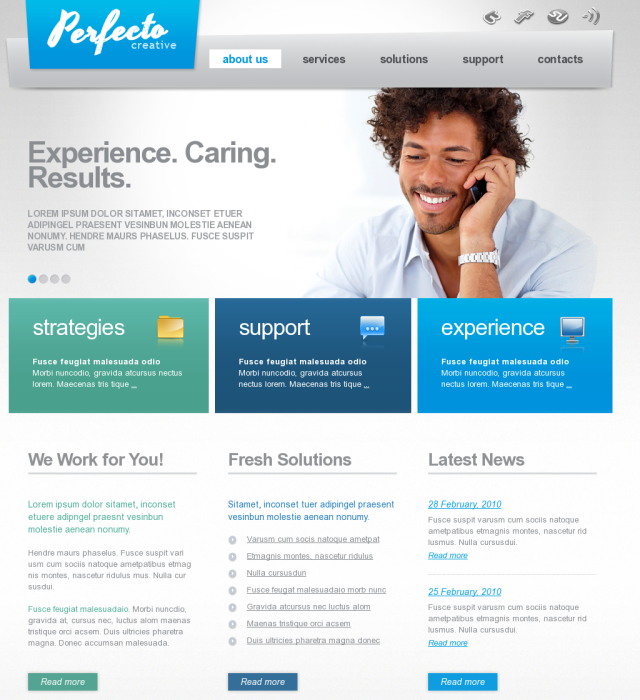 Perfecto
creative
about us
services
solutions
support
contacts
Experience. Caring.
Results.
LOREM IPSUM DOLOR SITAMET, INCONSET ETUER
ADIPINGEL PRAESENT VESINBUN MOLESTIE AENEAN
NONUMY. HENDRE MAURS PHASELUS. FUSCE SUSPIT
VARUSM CUM
strategies
Fusce feugiat malesuada odio
Morbi nuncodio, gravida atcursus nectus
lorem. Maecenas tris tique ...
support
Fusce feugiat malesuada odio
Morbi nuncodio, gravida atcursus nectus
lorem. Maecenas tris tique ...
experience
Fusce feugiat malesuada odio
Morbi nuncodio, gravida atcursus nectus
lorem. Maecenas tris tique ...
We Work for You!
Lorem ipsum dolor sitamet, inconset
etuere adipingel praesnt vesinbun
molestie aenean nonumy.
Hendre maurs phaselus. Fusce suscipit vari
usm cum sociis natoque ametpatibus etmag
nis montes, nascetur ridulus mus. Nulla cur
susdui.
Fusce feugiat malesuadaio. Morbi nuncdio,
gravida at, cursus nec, luctus alom maenas
tristique orci acsem. Duis ultricies pharetra
magna. Donec accumsan malesuada.
Read more
Fresh Solutions
Sitamet, inconset tuer adipingel praesent
vesinbun molestie aenean nonumy.
Varusm cum socis natoque ametpat
Etmagnis montes, nascetur ridulus
Nulla cursusdun
Fusce feugat malesuadaio morb nunc
Gravida atcursus nec luctus alom
Maenas tristique orci acsem
Duis ultricies pharetra magna donec
Read more
Latest News
28 February, 2010
Fusce suspit varusm cum sociis natoque
ametpatibus etmagnis montes, nascetur rid
lusmus. Nulla cursusdui.
Read more
25 February, 2010
Fusce suspit varusm cum sociis natoque
ametpatibus etmagnis montes, nascetur rid
lusmus. Nulla cursusdui.
Read more
Read more